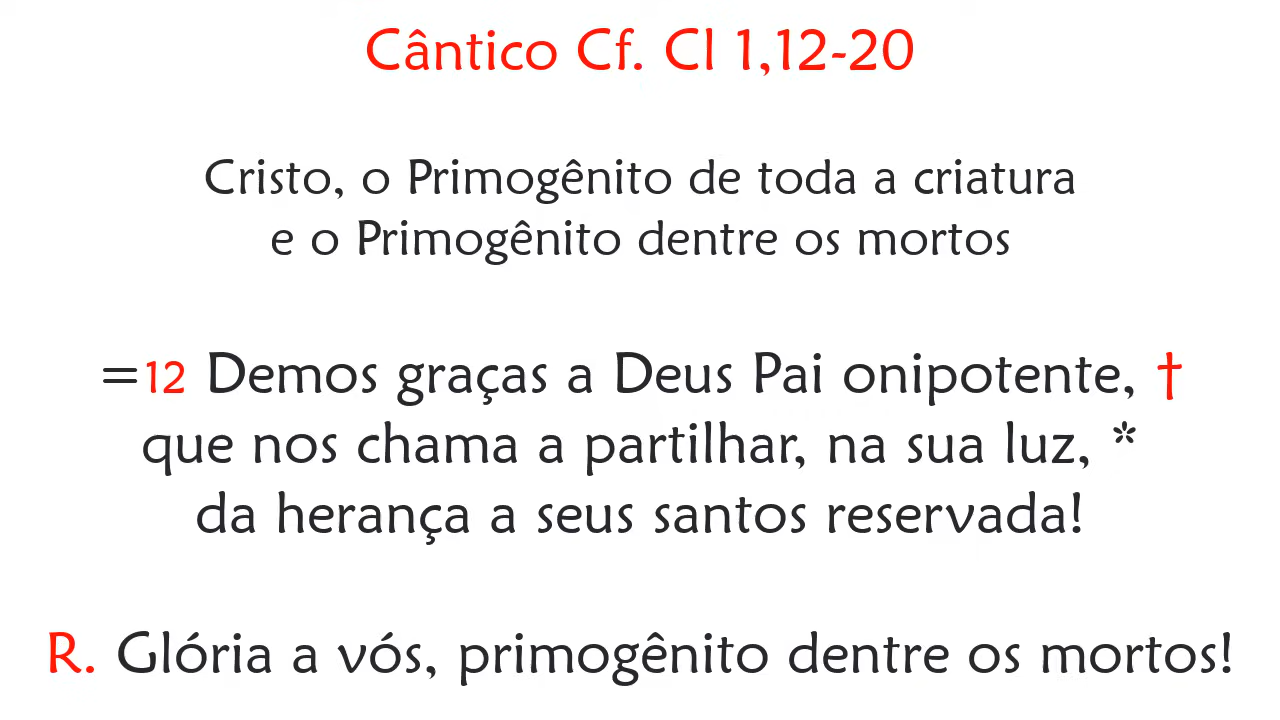 Cântico Cf. Cl 1,12-20
Cristo, o Primogênito de toda a criatura
e o Primogênito dentre os mortos
=12 Demos graças a Deus Pai onipotente, †
que nos chama a partilhar, na sua luz, *
da herança a seus santos reservada!
R. Glória a vós, primogênito dentre os mortos!